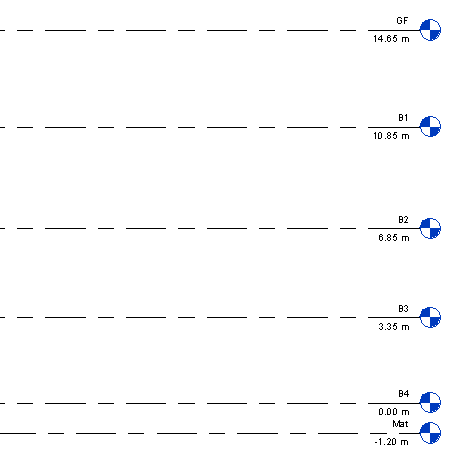 GF
14.65 m
B1
10.85 m
B2
6.85 m
B3
3.35 m
B4
0.00 m
Mat
-1.20 m